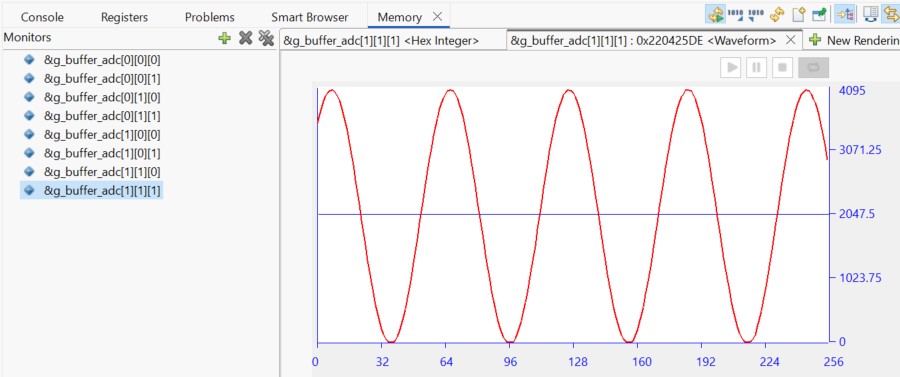 Console Registers Problems Smart Browser Memory
Monitors
&g_buffer_adc[1][1][1] <Hex Integer>
&g_buffer_adc[1][1][1] : 0x220425DE <Waveform>
New Renderin
&g_buffer_adc[0][0][0]
&g_buffer_adc[0][0][1]
&g_buffer_adc[0][1][0]
&g_buffer_adc[0][1][1]
&g_buffer_adc[1][0][0]
&g_buffer_adc[1][0][1]
&g_buffer_adc[1][1][0]
&g_buffer_adc[1][1][1]
4095
3071.25
2047.5
1023.75
0
0 32 64 96 128 160 192 224 256